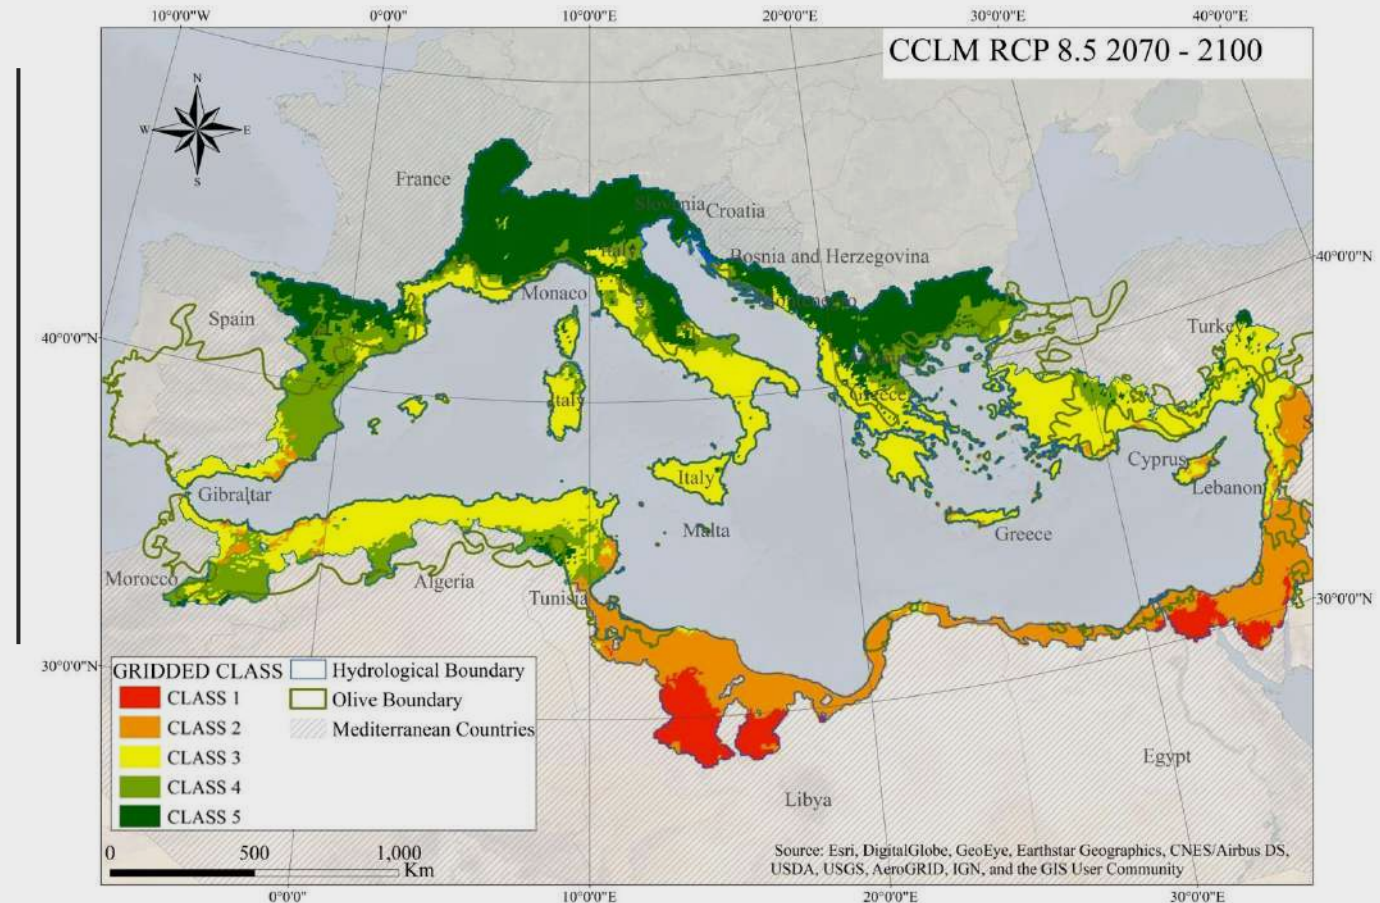 10°0'0"W 0°0'0" 10°0'0"E 20°0'0"E 30°0'0"E 40°0'0"E
CCLM RCP 8.5 2070 - 2100
N
W E
S
France
Slovenia
Croatia
Italy
Bosnia and Herzegovina
40°0'0"N
Monaco
Montenegro
Spain
Turkey
40°0'0"N
Italy
Greece
Cyprus
Italy
Lebanon
Gibraltar
Malta
Greece
Morocco
Algeria
Tunisia
30°0'0"N
30°0'0"N
GRIDDED CLASS
CLASS 1
CLASS 2
CLASS 3
CLASS 4
CLASS 5
Hydrological Boundary
Olive Boundary
Mediterranean Countries
Egypt
Libya
0 500 1,000
Km
Source: Esri, DigitalGlobe, GeoEye, Earthstar Geographics, CNES/Airbus DS,
USDA, USGS, AeroGRID, IGN, and the GIS User Community
0°0'0" 10°0'0"E 20°0'0"E 30°0'0"E